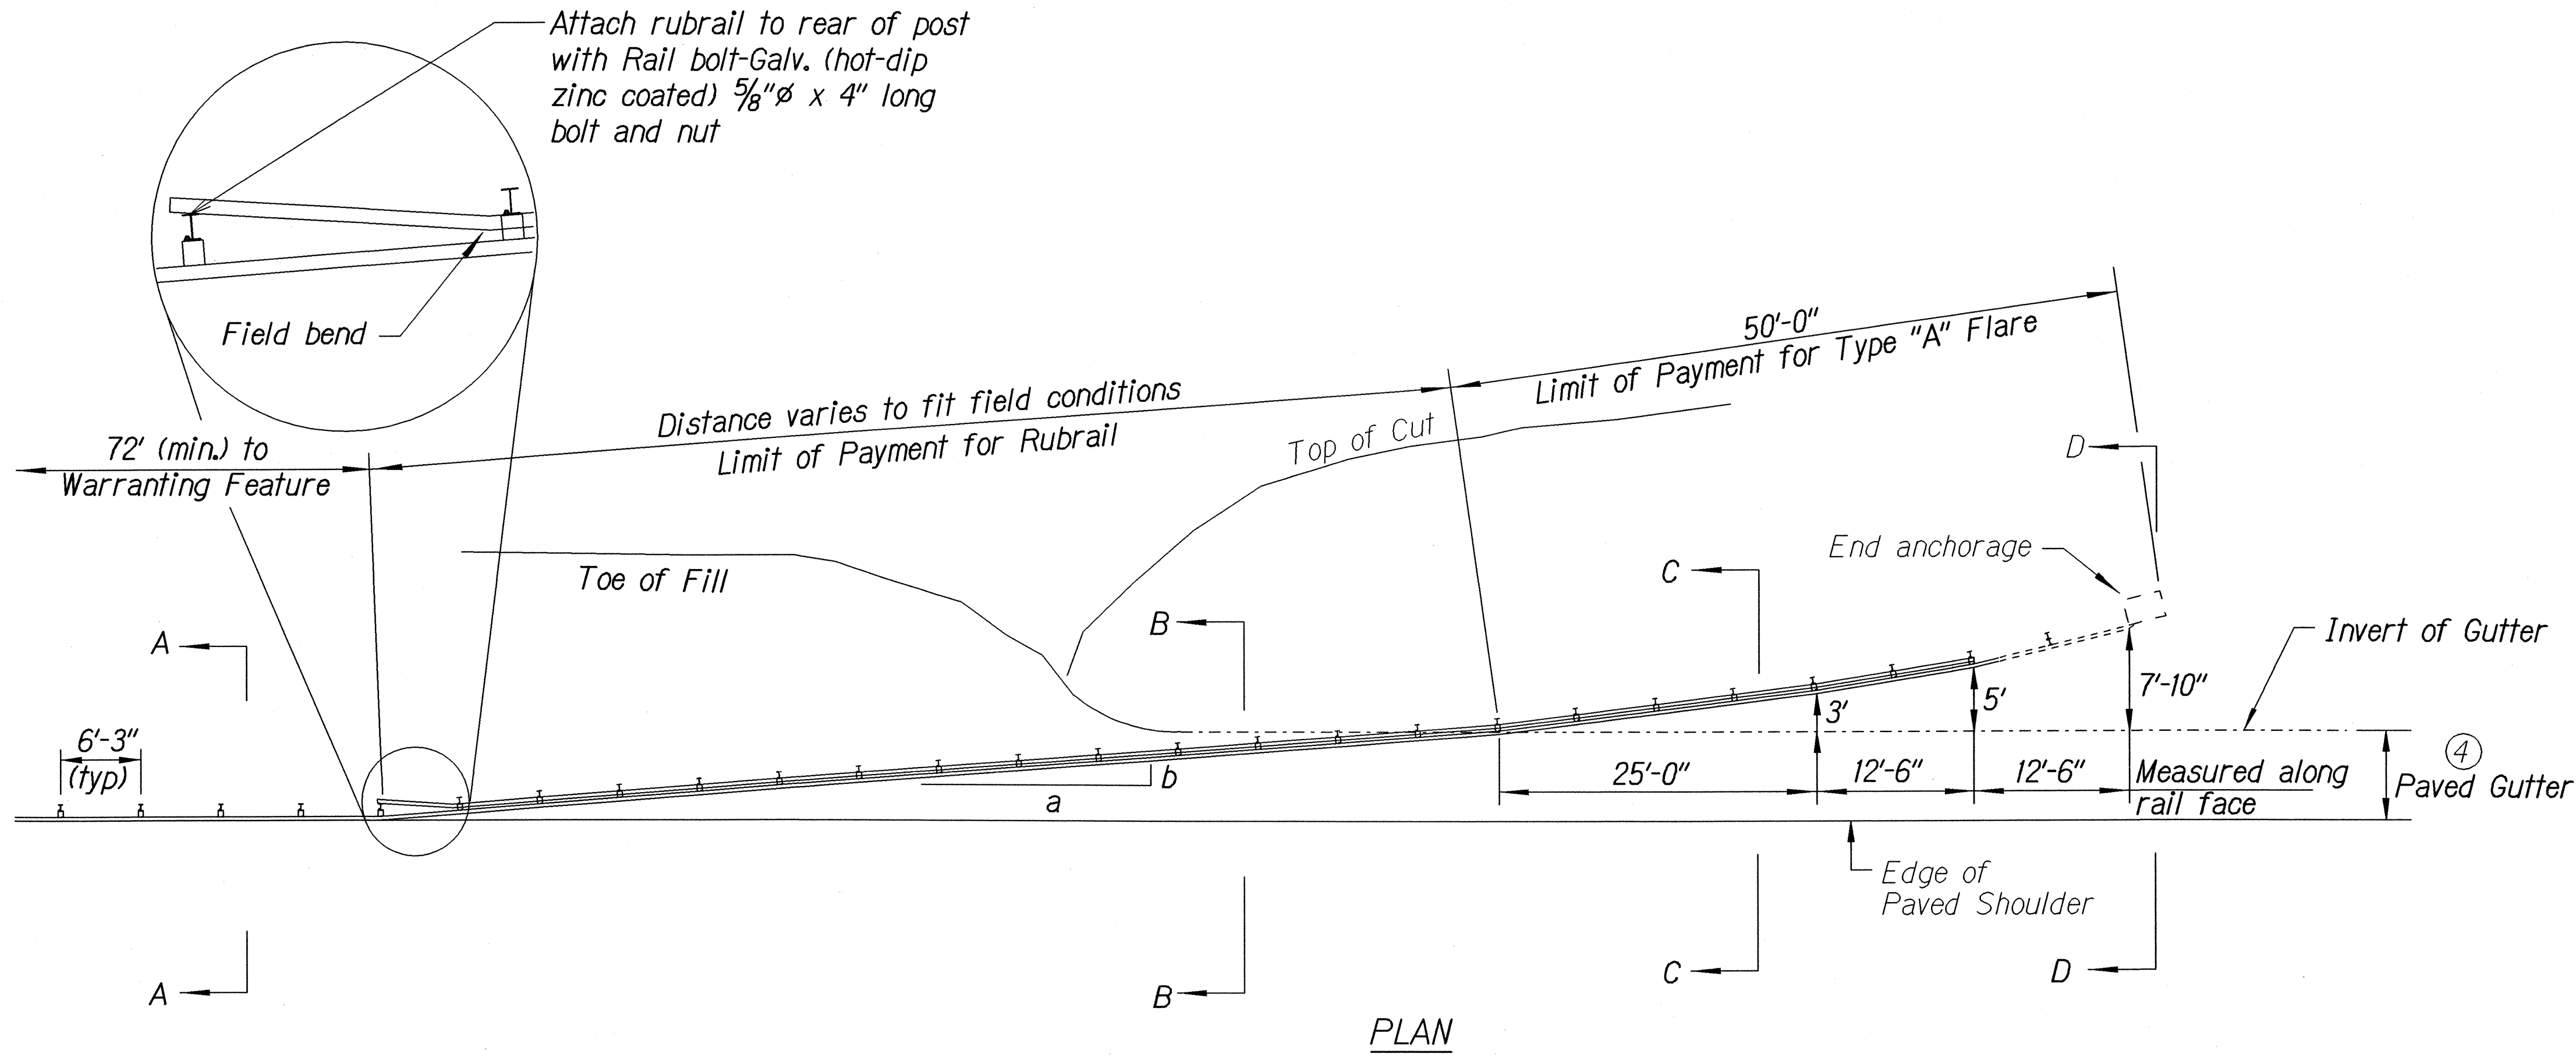 Attach rubrail to rear of post
with Rail bolt-Galv. (hot-dip
zinc coated) 5/8"ø x 4" long
bolt and nut
Field bend
50'-0"
Limit of Payment for Type "A" Flare
Distance varies to fit field conditions
Limit of Payment for Rubrail
72' (min.) to
Warranting Feature
Top of Cut
D
End anchorage
Toe of Fill
C
B
A
Invert of Gutter
6'-3"
(typ)
3'
5'
7'-10"
4
Paved Gutter
25'-0"
12'-6"
12'-6"
Measured along
rail face
b
a
Edge of
Paved Shoulder
A
B
C
D
PLAN